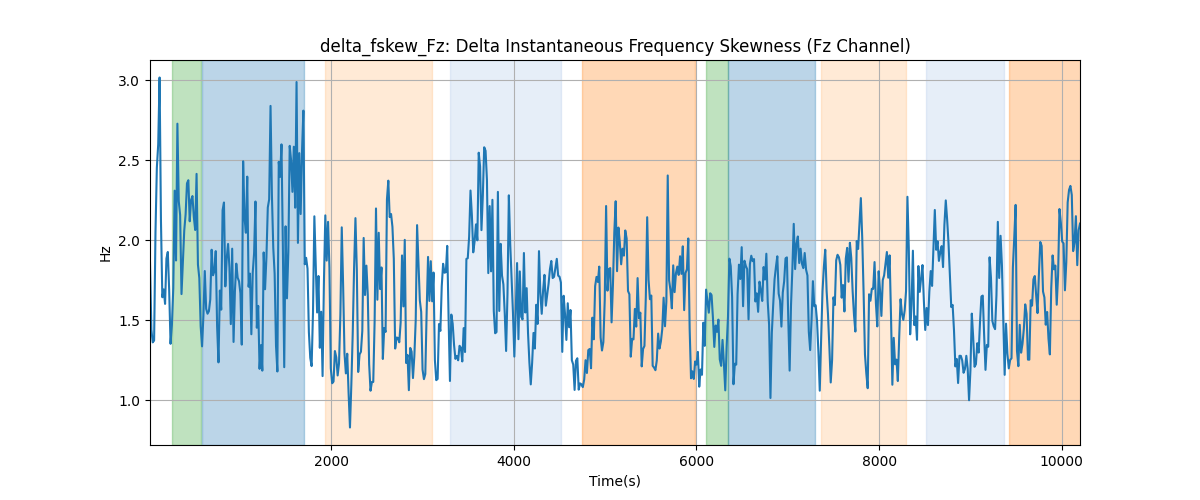 delta_fskew_Fz: Delta Instantaneous Frequency Skewness (Fz Channel)
3.0
2.5
2.0
1.5
1.0
Hz
2000 4000 6000 8000 10000
Time(s)